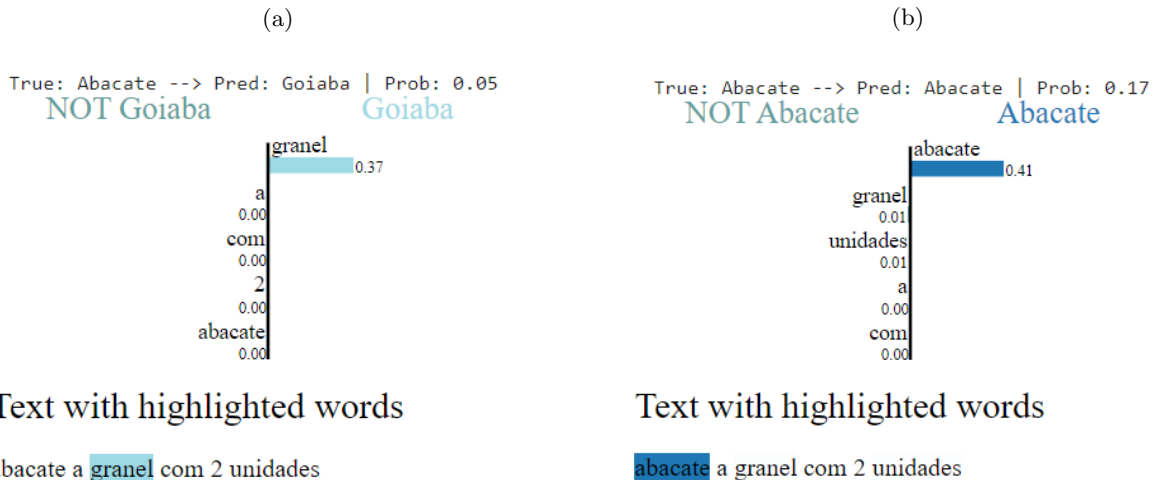 (a)
True: Abacate --> Pred: Goiaba | Prob: 0.05
NOT Goiaba Goiaba
granel
0.37
a
0.00
com
0.00
2
0.00
abacate
0.00
Text with highlighted words
abacate a granel com 2 unidades
(b)
True: Abacate --> Pred: Abacate | Prob: 0.17
NOT Abacate Abacate
abacate
0.41
granel
0.01
unidades
0.01
a
0.00
com
0.00
Text with highlighted words
abacate a granel com 2 unidades